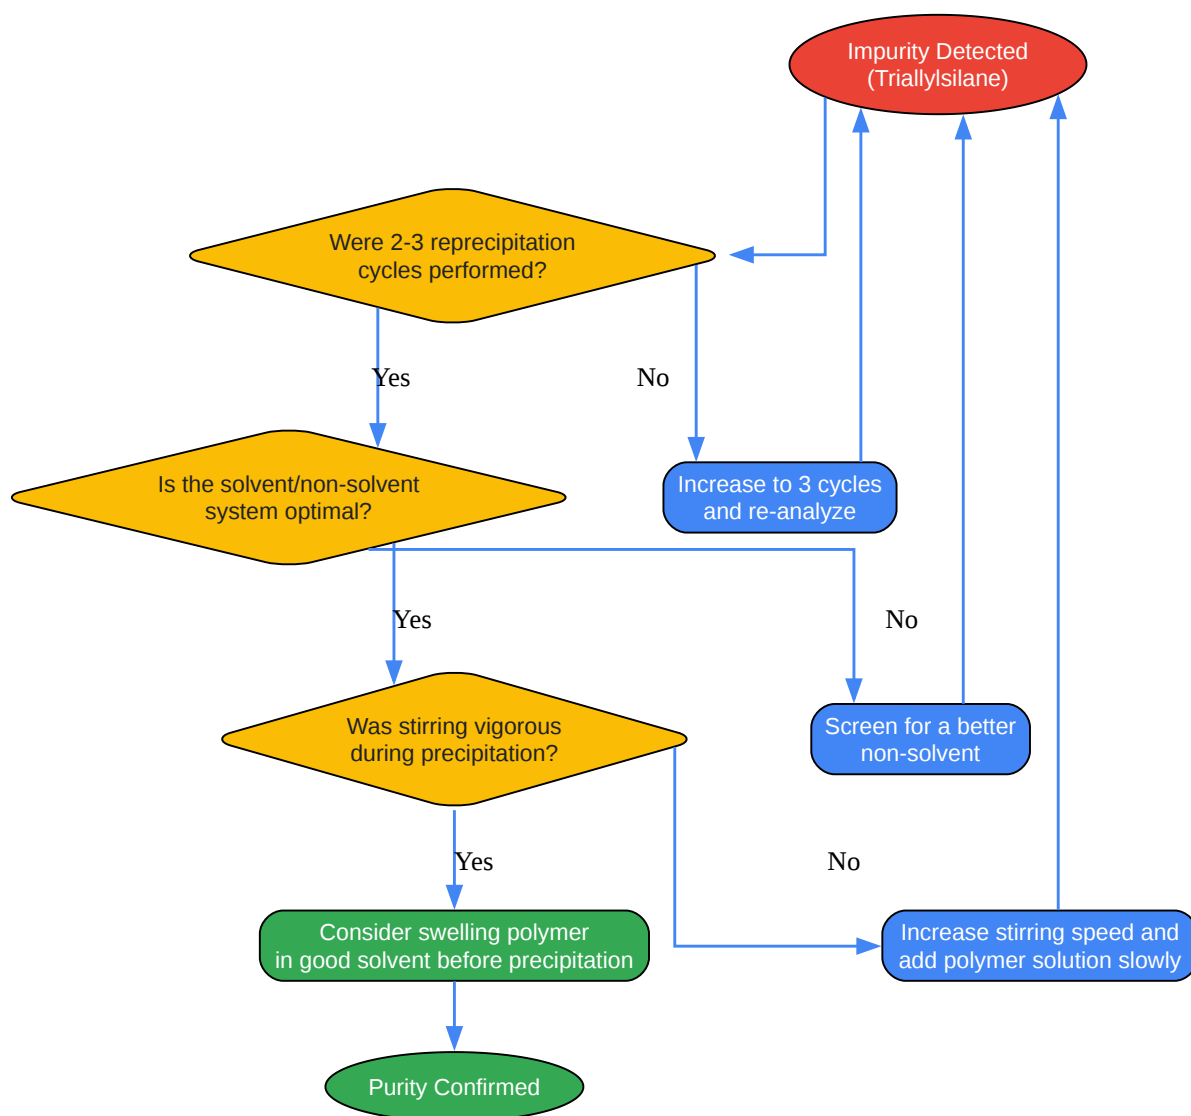 Impurity Detected
(Triallylsilane)
Were 2-3 reprecipitation
cycles performed?
Yes
No
Is the solvent/non-solvent
system optimal?
Increase to 3 cycles
and re-analyze
Yes
No
Was stirring vigorous
during precipitation?
Screen for a better
non-solvent
Yes
No
Consider swelling polymer
in good solvent before precipitation
Increase stirring speed and
add polymer solution slowly
Purity Confirmed